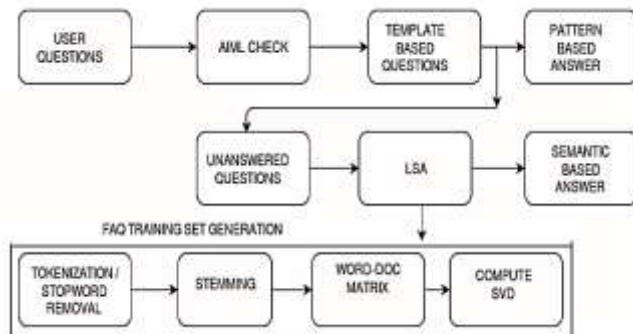 USER
QUESTIONS
AIML CHECK
TEMPLATE
BASED
QUESTIONS
PATTERN
BASED
ANSWER
UNANSWERED
QUESTIONS
LSA
SEMANTIC
BASED
ANSWER
FAQ TRAINING SET GENERATION
TOKENIZATION /
STOPWORD
REMOVAL
STEMMING
WORD-DOC
MATRIX
COMPUTE
SVD